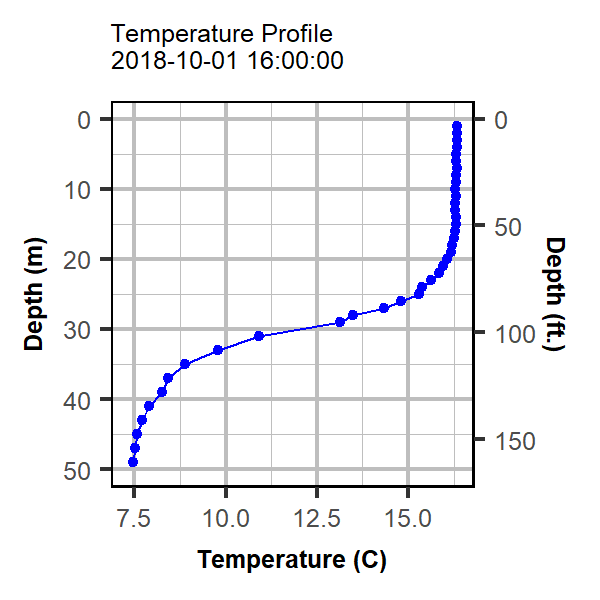 Temperature Profile
2018-10-01 16:00:00
0
10
20
30
40
50
Depth (m)
0
50
100
150
Depth (ft.)
7.5 10.0 12.5 15.0
Temperature (C)